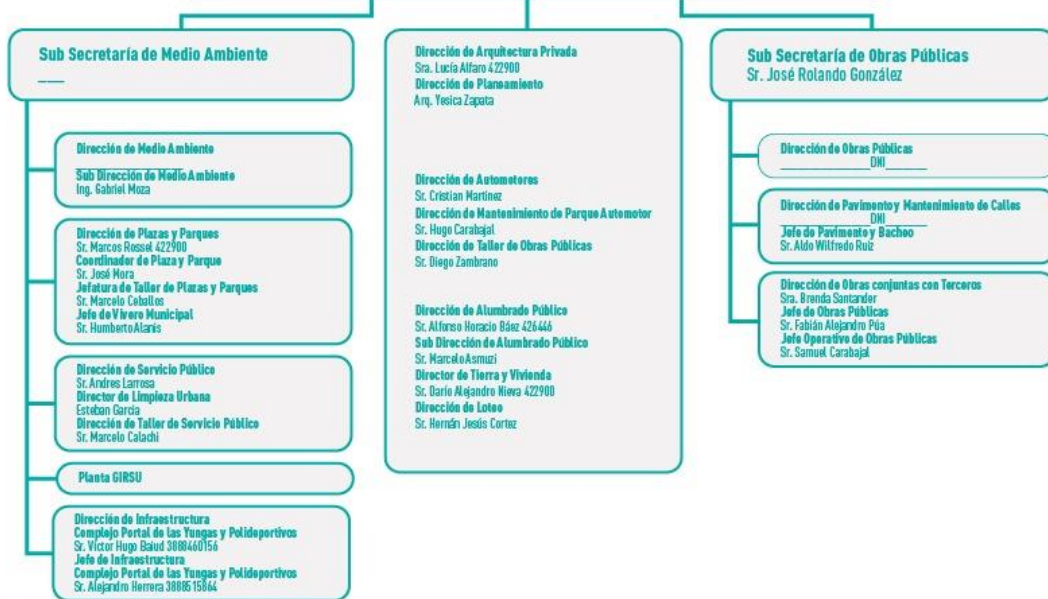 Sub Secretaría de Medio Ambiente
___
Dirección de Medio Ambiente
_______________
Sub Dirección de Medio Ambiente
Ing. Gabriel Moza
Dirección de Plazas y Parques
Sr. Marcos Rossel 422900
Coordinador de Plaza y Parque
Sr. José Mora
Jefatura de Taller de Plazas y Parques
Sr. Marcelo Ceballos
Jefe de Vivero Municipal
Sr. Humberto Alanis
Dirección de Servicio Público
Sr. Andres Larrosa
Director de Limpieza Urbana
Esteban Garcia
Dirección de Taller de Servicio Público
Sr. Marcelo Calachi
Planta GIRSU
Dirección de Infraestructura
Complejo Portal de las Yungas y Polideportivos
Sr. Víctor Hugo Balud 3888460156
Jefe de Infraestructura
Complejo Portal de las Yungas y Polideportivos
Sr. Alejandro Herrera 3888515864
Dirección de Arquitectura Privada
Sra. Lucía Alfaro 422900
Dirección de Planeamiento
Arq. Yesica Zapata
Dirección de Automotores
Sr. Cristian Martinez
Dirección de Mantenimiento de Parque Automotor
Sr. Hugo Carabajal
Dirección de Taller de Obras Públicas
Sr. Diego Zambrano
Dirección de Alumbrado Público
Sr. Alfonso Horacio Báez 426446
Sub Dirección de Alumbrado Público
Sr. Marcelo Asmuzi
Director de Tierra y Vivienda
Sr. Darío Alejandro Nieva 422900
Dirección de Loteo
Sr. Hernán Jesús Cortez
Sub Secretaría de Obras Públicas
Sr. José Rolando González
Dirección de Obras Públicas
_______________DNI_______
Dirección de Pavimento y Mantenimiento de Calles
_______________DNI_______
Jefe de Pavimento y Bacheo
Sr. Aldo Wilfredo Ruiz
Dirección de Obras conjuntas con Terceros
Sra. Brenda Santander
Jefe de Obras Públicas
Sr. Fabián Alejandro Púa
Jefe Operativo de Obras Públicas
Sr. Samuel Carabajal